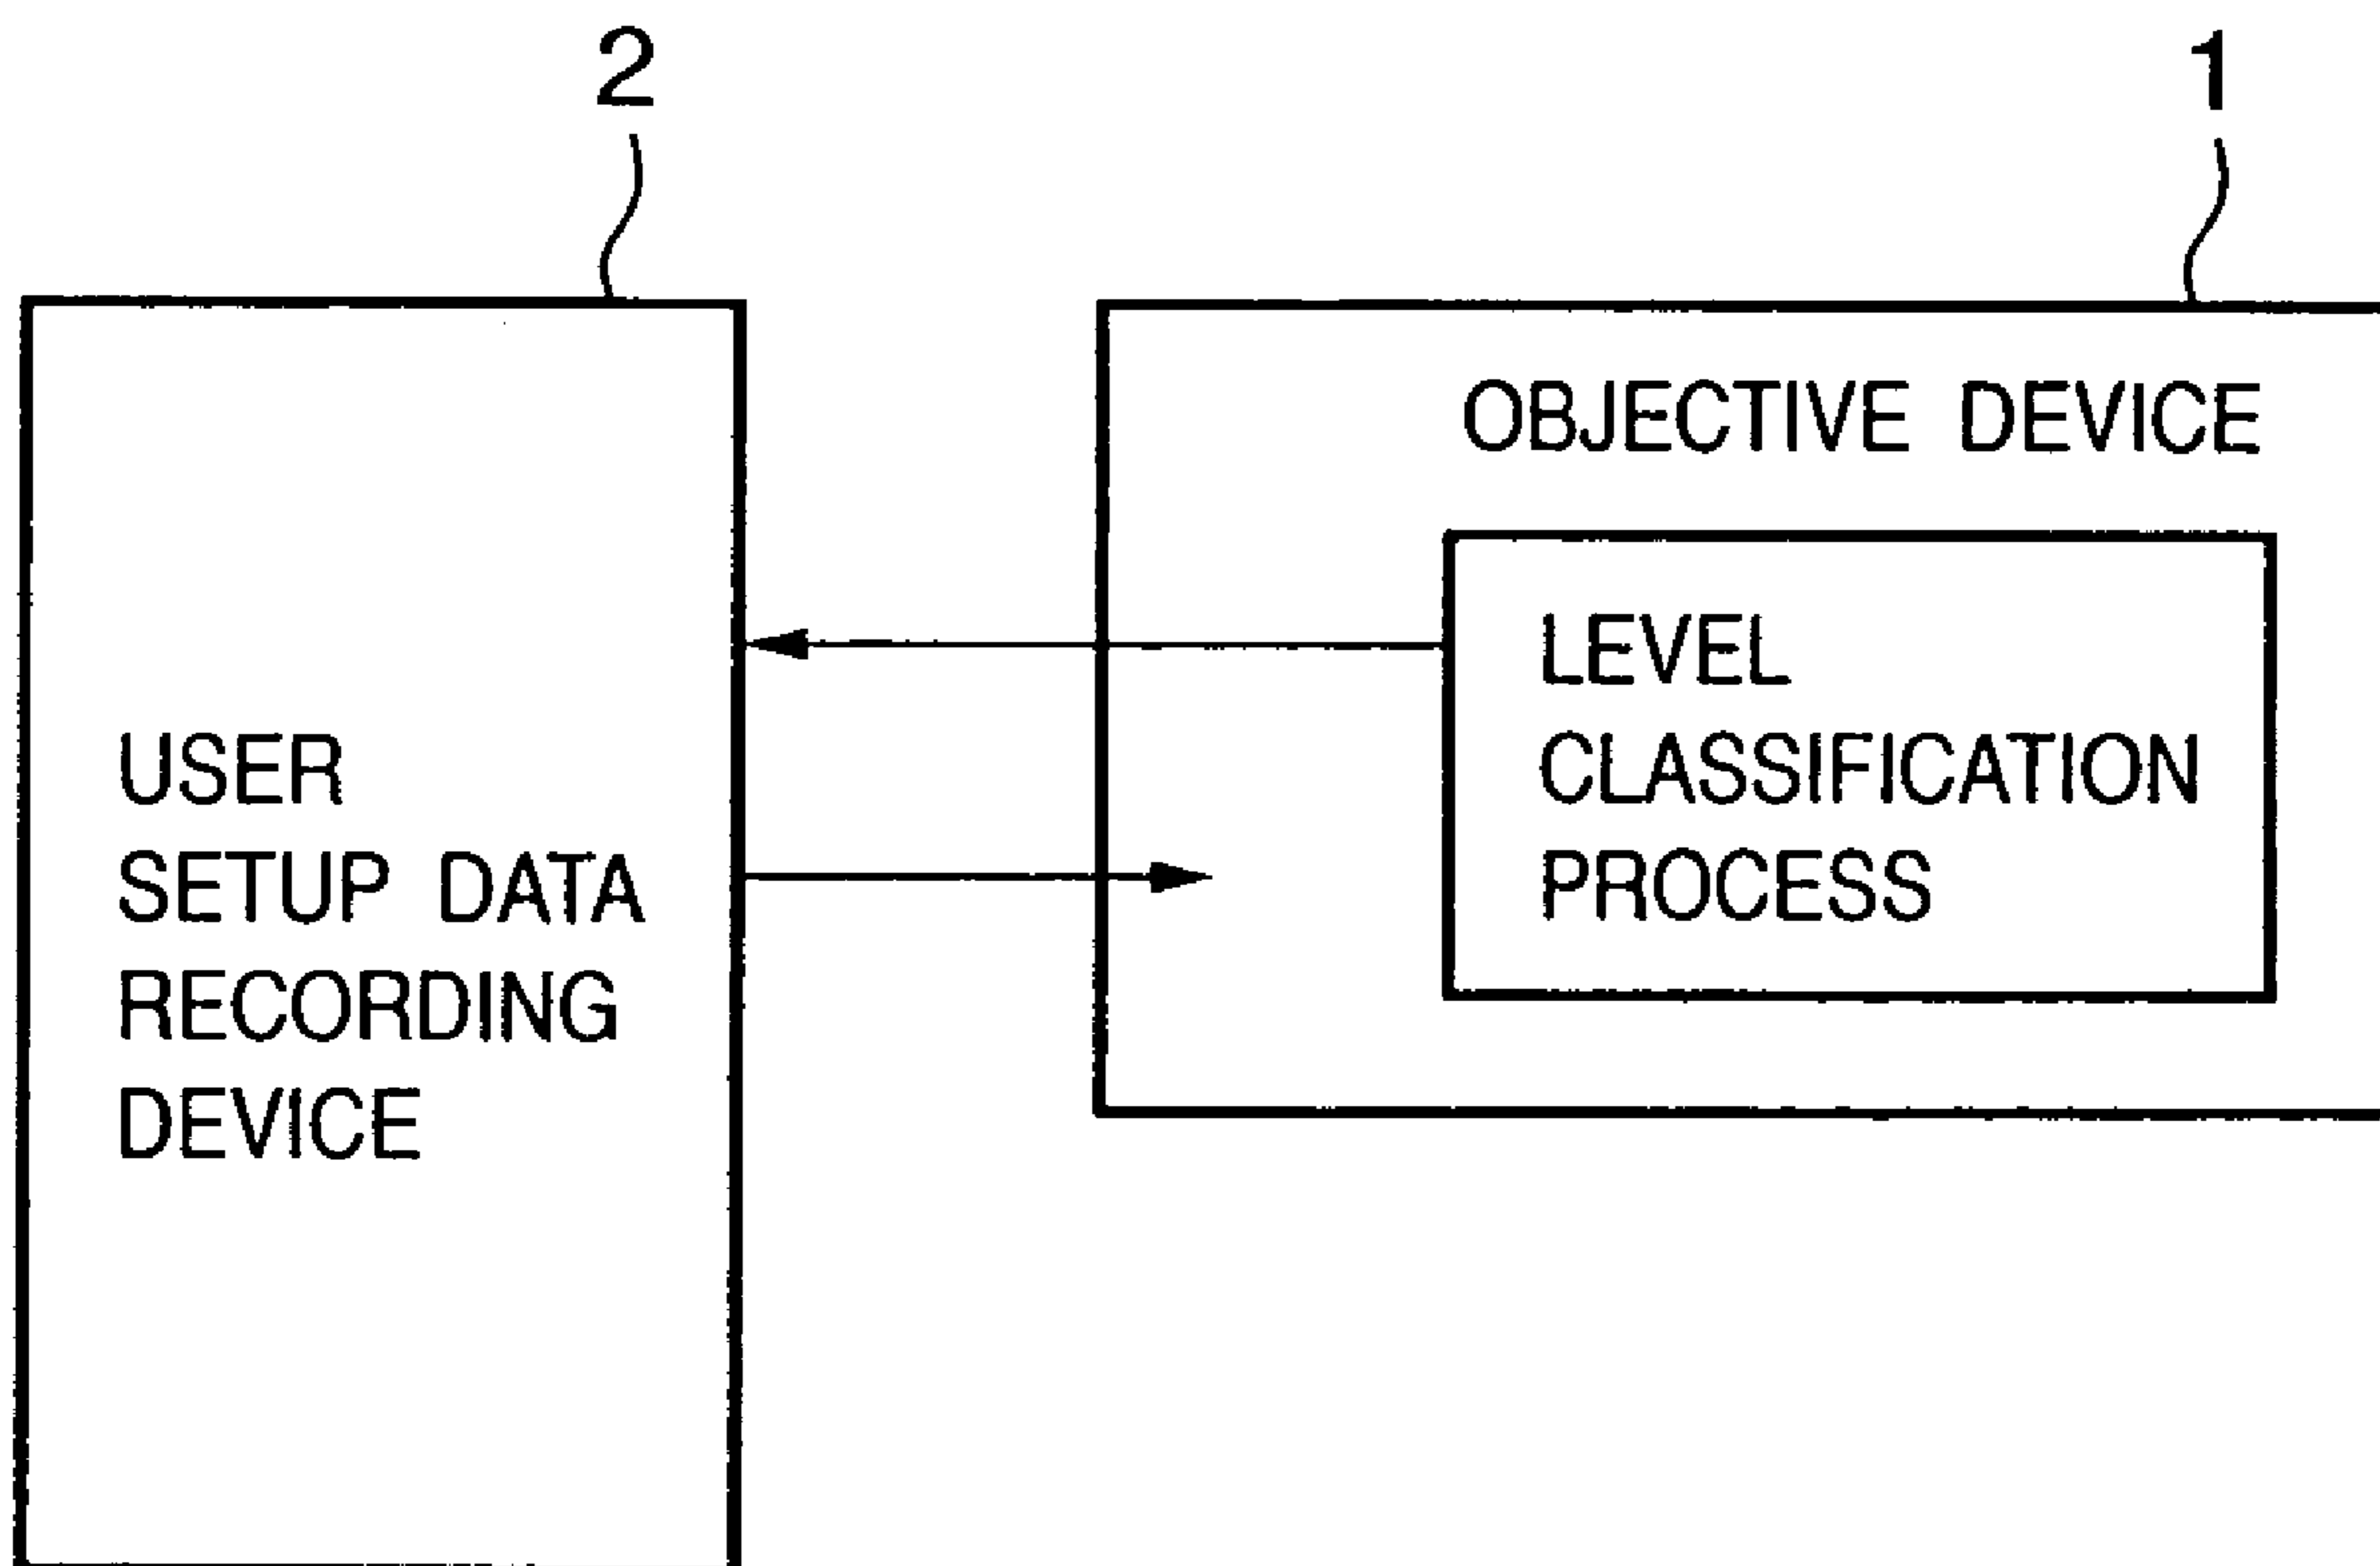 2
1
OBJECTIVE DEVICE
LEVEL
CLASSIFICATION
PROCESS
USER
SETUP DATA
RECORDING
DEVICE